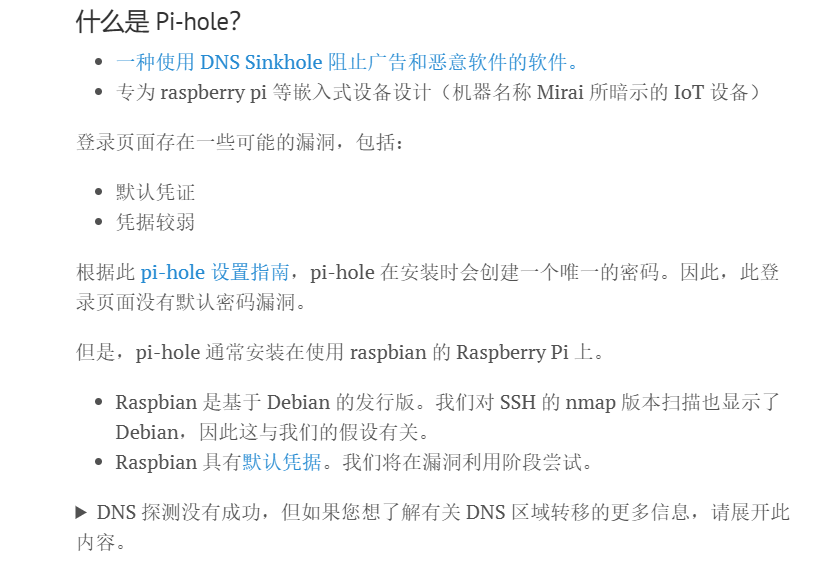 什么是 Pi-hole？
一种使用 DNS Sinkhole 阻止广告和恶意软件的软件。
专为 raspberry pi 等嵌入式设备设计（机器名称 Mirai 所暗示的 IoT 设备）
登录页面存在一些可能的漏洞，包括：
默认凭证
凭据较弱
根据此 pi-hole 设置指南，pi-hole 在安装时会创建一个唯一的密码。因此，此登
录页面没有默认密码漏洞。
但是，pi-hole 通常安装在使用 raspbian 的 Raspberry Pi 上。
Raspbian 是基于 Debian 的发行版。我们对 SSH 的 nmap 版本扫描也显示了
Debian，因此这与我们的假设有关。
Raspbian 具有默认凭据。我们将在漏洞利用阶段尝试。
DNS 探测没有成功，但如果您想了解有关 DNS 区域转移的更多信息，请展开此
内容。